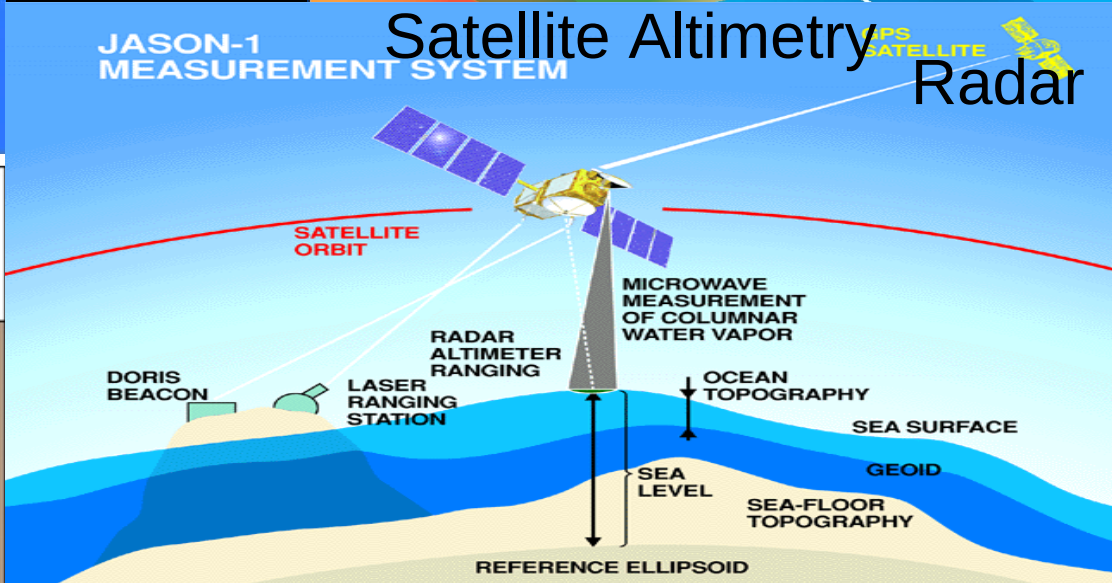 Satellite Altimetry
Radar
JASON-1
MEASUREMENT SYSTEM
GPS
SATELLITE
SATELLITE
ORBIT
MICROWAVE
MEASUREMENT
OF COLUMNAR
WATER VAPOR
RADAR
ALTIMETER
RANGING
DORIS
BEACON
LASER
RANGING
STATION
OCEAN
TOPOGRAPHY
SEA SURFACE
GEOID
SEA
LEVEL
SEA-FLOOR
TOPOGRAPHY
REFERENCE ELLIPSOID